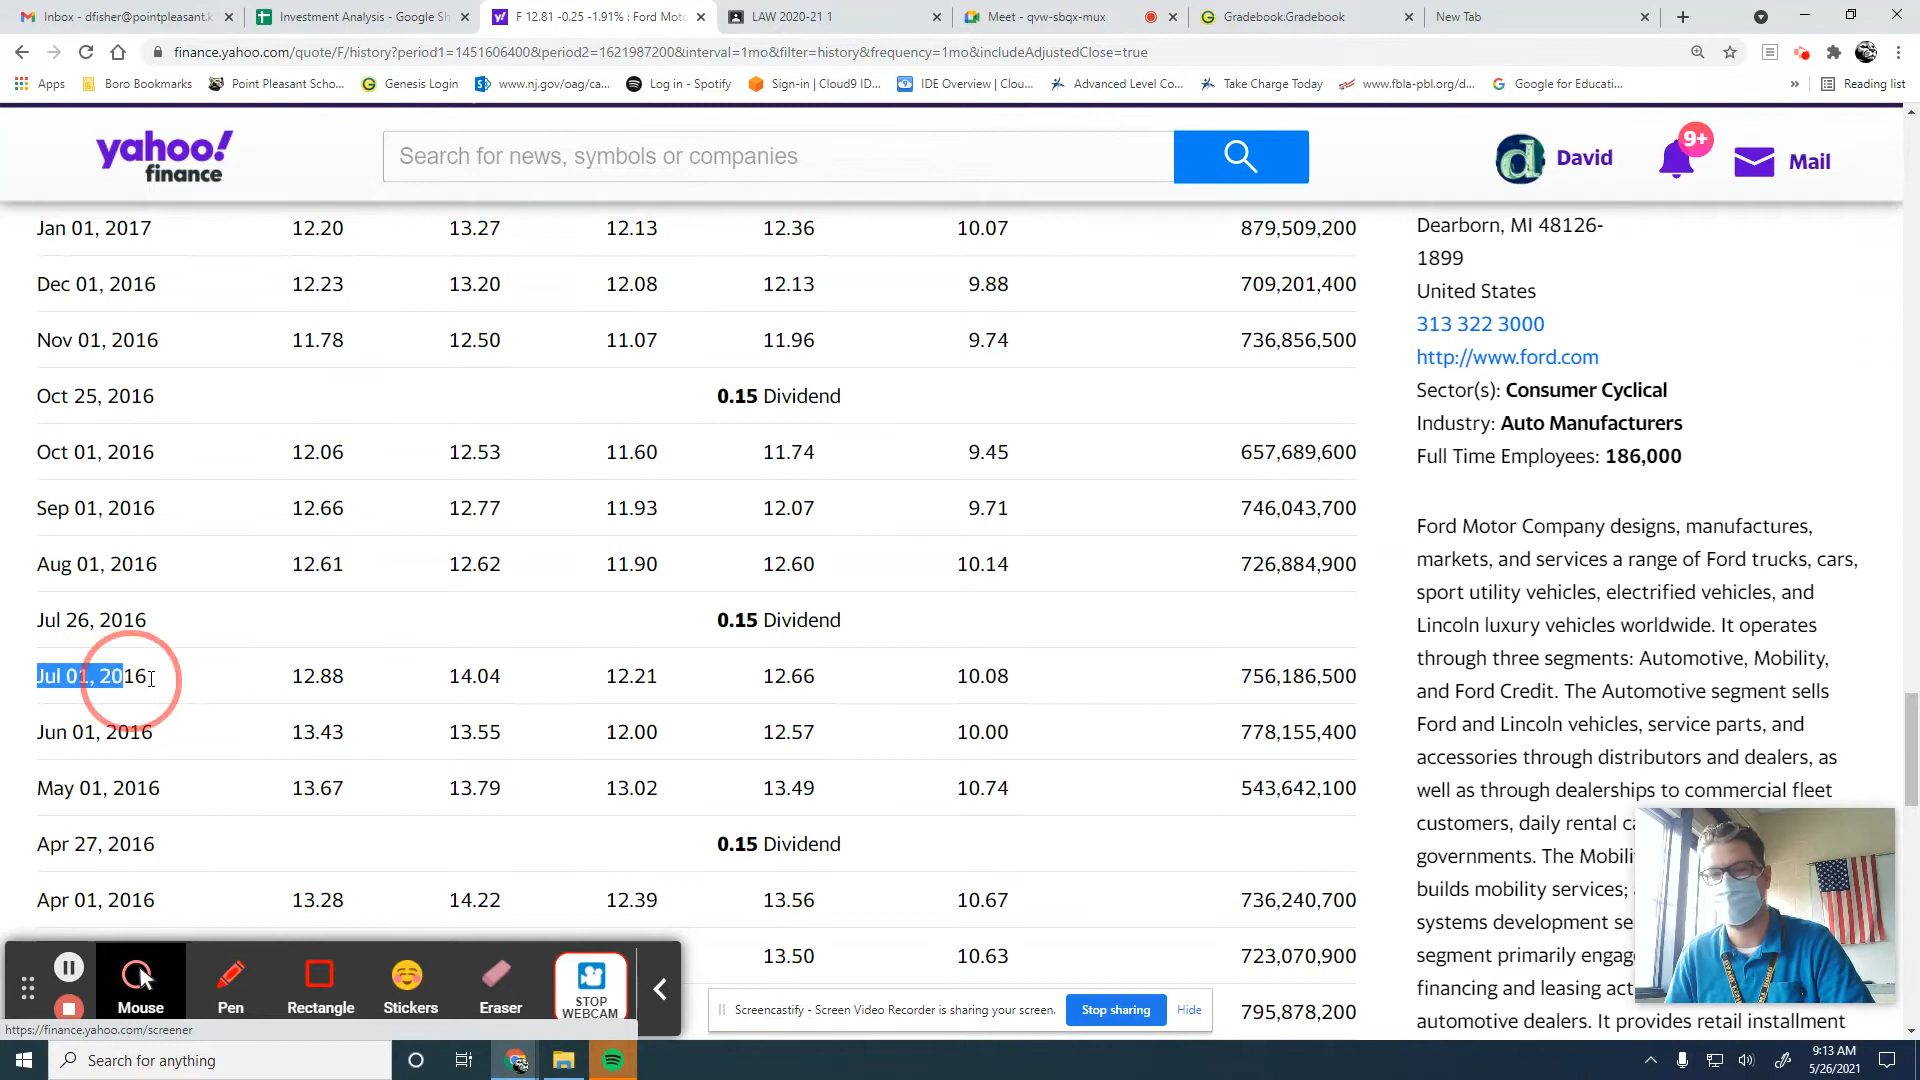 Inbox - dfisher@pointpleasant.k
Investment Analysis - Google Sh
F 12.81 -0.25 -1.91% : Ford Moto
LAW 2020-21 1
Meet - qvw-sbqx-mux
Gradebook.Gradebook
New Tab
finance.yahoo.com/quote/F/history?period1=1451606400&period2=1621987200&interval=1mo&filter=history&frequency=1mo&includeAdjustedClose=true
Apps
Boro Bookmarks
Point Pleasant Scho...
Genesis Login
www.nj.gov/oag/ca...
Log in - Spotify
Sign-in | Cloud9 ID...
IDE Overview | Clou...
Advanced Level Co...
Take Charge Today
www.fbla-pbl.org/d...
Google for Educati...
»
Reading list
yahoo!
finance
Search for news, symbols or companies
d
David
9+
Mail
Jan 01, 2017 12.20 13.27 12.13 12.36 10.07 879,509,200
Dec 01, 2016 12.23 13.20 12.08 12.13 9.88 709,201,400
Nov 01, 2016 11.78 12.50 11.07 11.96 9.74 736,856,500
Oct 25, 2016 0.15 Dividend
Oct 01, 2016 12.06 12.53 11.60 11.74 9.45 657,689,600
Sep 01, 2016 12.66 12.77 11.93 12.07 9.71 746,043,700
Aug 01, 2016 12.61 12.62 11.90 12.60 10.14 726,884,900
Jul 26, 2016 0.15 Dividend
Jul 01, 2016 12.88 14.04 12.21 12.66 10.08 756,186,500
Jun 01, 2016 13.43 13.55 12.00 12.57 10.00 778,155,400
May 01, 2016 13.67 13.79 13.02 13.49 10.74 543,642,100
Apr 27, 2016 0.15 Dividend
Apr 01, 2016 13.28 14.22 12.39 13.56 10.67 736,240,700
13.50 10.63 723,070,900
795,878,200
Dearborn, MI 48126-
1899
United States
313 322 3000
http://www.ford.com
Sector(s): Consumer Cyclical
Industry: Auto Manufacturers
Full Time Employees: 186,000
Ford Motor Company designs, manufactures,
markets, and services a range of Ford trucks, cars,
sport utility vehicles, electrified vehicles, and
Lincoln luxury vehicles worldwide. It operates
through three segments: Automotive, Mobility,
and Ford Credit. The Automotive segment sells
Ford and Lincoln vehicles, service parts, and
accessories through distributors and dealers, as
well as through dealerships to commercial fleet
customers, daily rental
governments. The
builds mobility services;
systems development
segment primarily
financing and leasing
automotive dealers. It provides retail installment
Mouse
Pen
Rectangle
Stickers
Eraser
STOP
WEBCAM
Screencastify - Screen Video Recorder is sharing your screen.
Stop sharing
Hide
https://finance.yahoo.com/screener
Search for anything
9:13 AM
5/26/2021